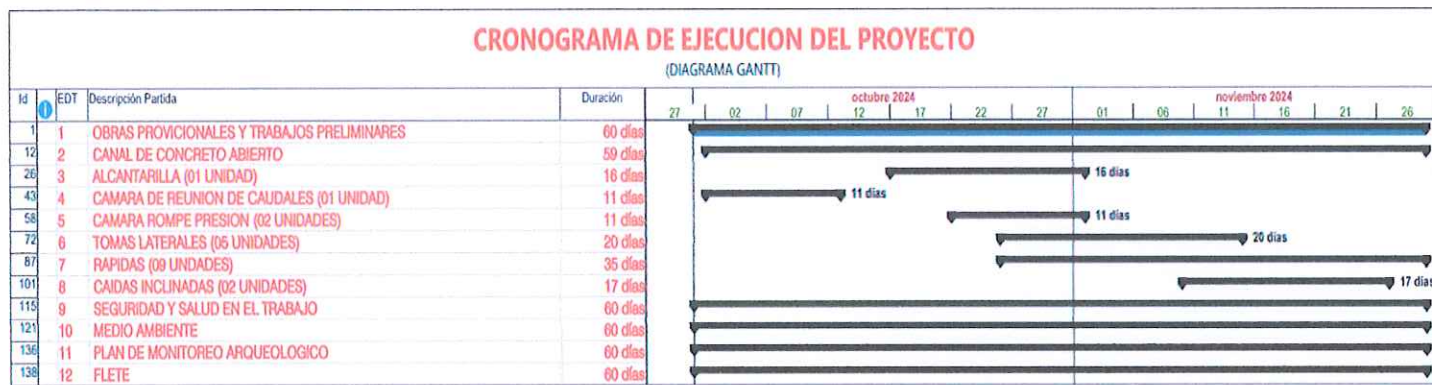 CRONOGRAMA DE EJECUCION DEL PROYECTO
(DIAGRAMA GANTT)
Id EDT Descripción Partida Duración octubre 2024 noviembre 2024
27 02 07 12 17 22 27 01 06 11 16 21 26
1 1 OBRAS PROVICIONALES Y TRABAJOS PRELIMINARES 60 días
12 2 CANAL DE CONCRETO ABIERTO 59 días
26 3 ALCANTARILLA (01 UNIDAD) 16 días 16 días
43 4 CAMARA DE REUNION DE CAUDALES (01 UNIDAD) 11 días 11 días
58 5 CAMARA ROMPE PRESION (02 UNIDADES) 11 días 11 días
72 6 TOMAS LATERALES (05 UNIDADES) 20 días 20 días
87 7 RAPIDAS (09 UNDADES) 35 días
101 8 CAIDAS INCLINADAS (02 UNIDADES) 17 días 17 días
115 9 SEGURIDAD Y SALUD EN EL TRABAJO 60 días
121 10 MEDIO AMBIENTE 60 días
136 11 PLAN DE MONITOREO ARQUEOLOGICO 60 días
138 12 FLETE 60 días